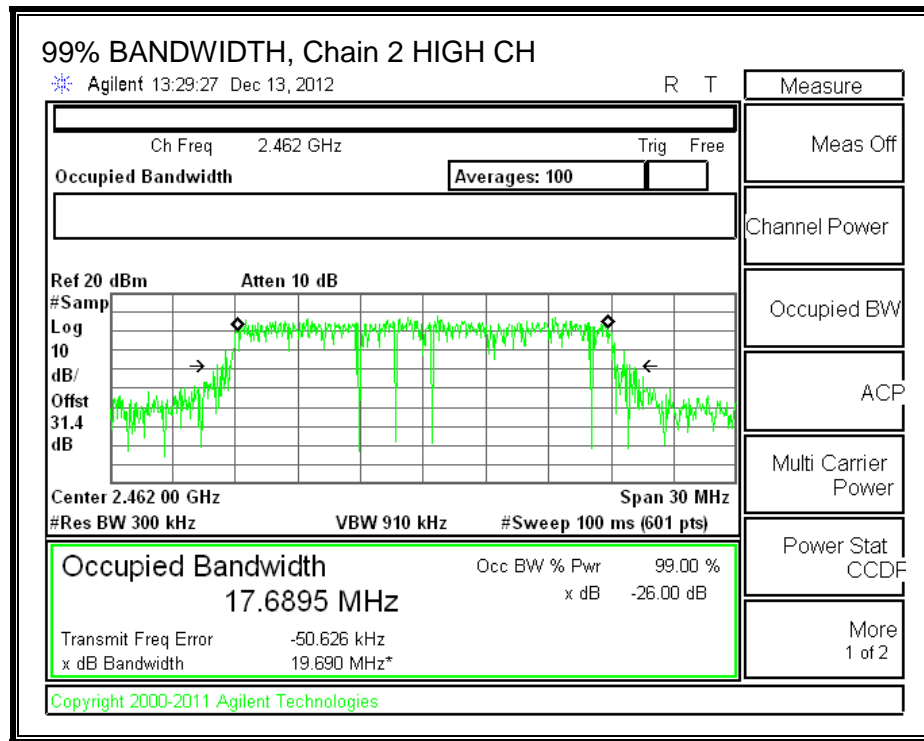 99% BANDWIDTH, Chain 2 HIGH CH
Agilent 13:29:27 Dec 13, 2012 R T
Measure
Ch Freq 2.462 GHz Trig Free
Occupied Bandwidth Averages: 100
Meas Off
Channel Power
Occupied BW
ACP
Multi Carrier
Power
Power Stat
CCDF
More
1 of 2
Ref 20 dBm Atten 10 dB
#Samp
Log
10
dB/
Offst
31.4
dB
Center 2.462 00 GHz Span 30 MHz
#Res BW 300 kHz VBW 910 kHz #Sweep 100 ms (601 pts)
Occupied Bandwidth Occ BW % Pwr 99.00 %
17.6895 MHz x dB -26.00 dB
Transmit Freq Error -50.626 kHz
x dB Bandwidth 19.690 MHz*
Copyright 2000-2011 Agilent Technologies